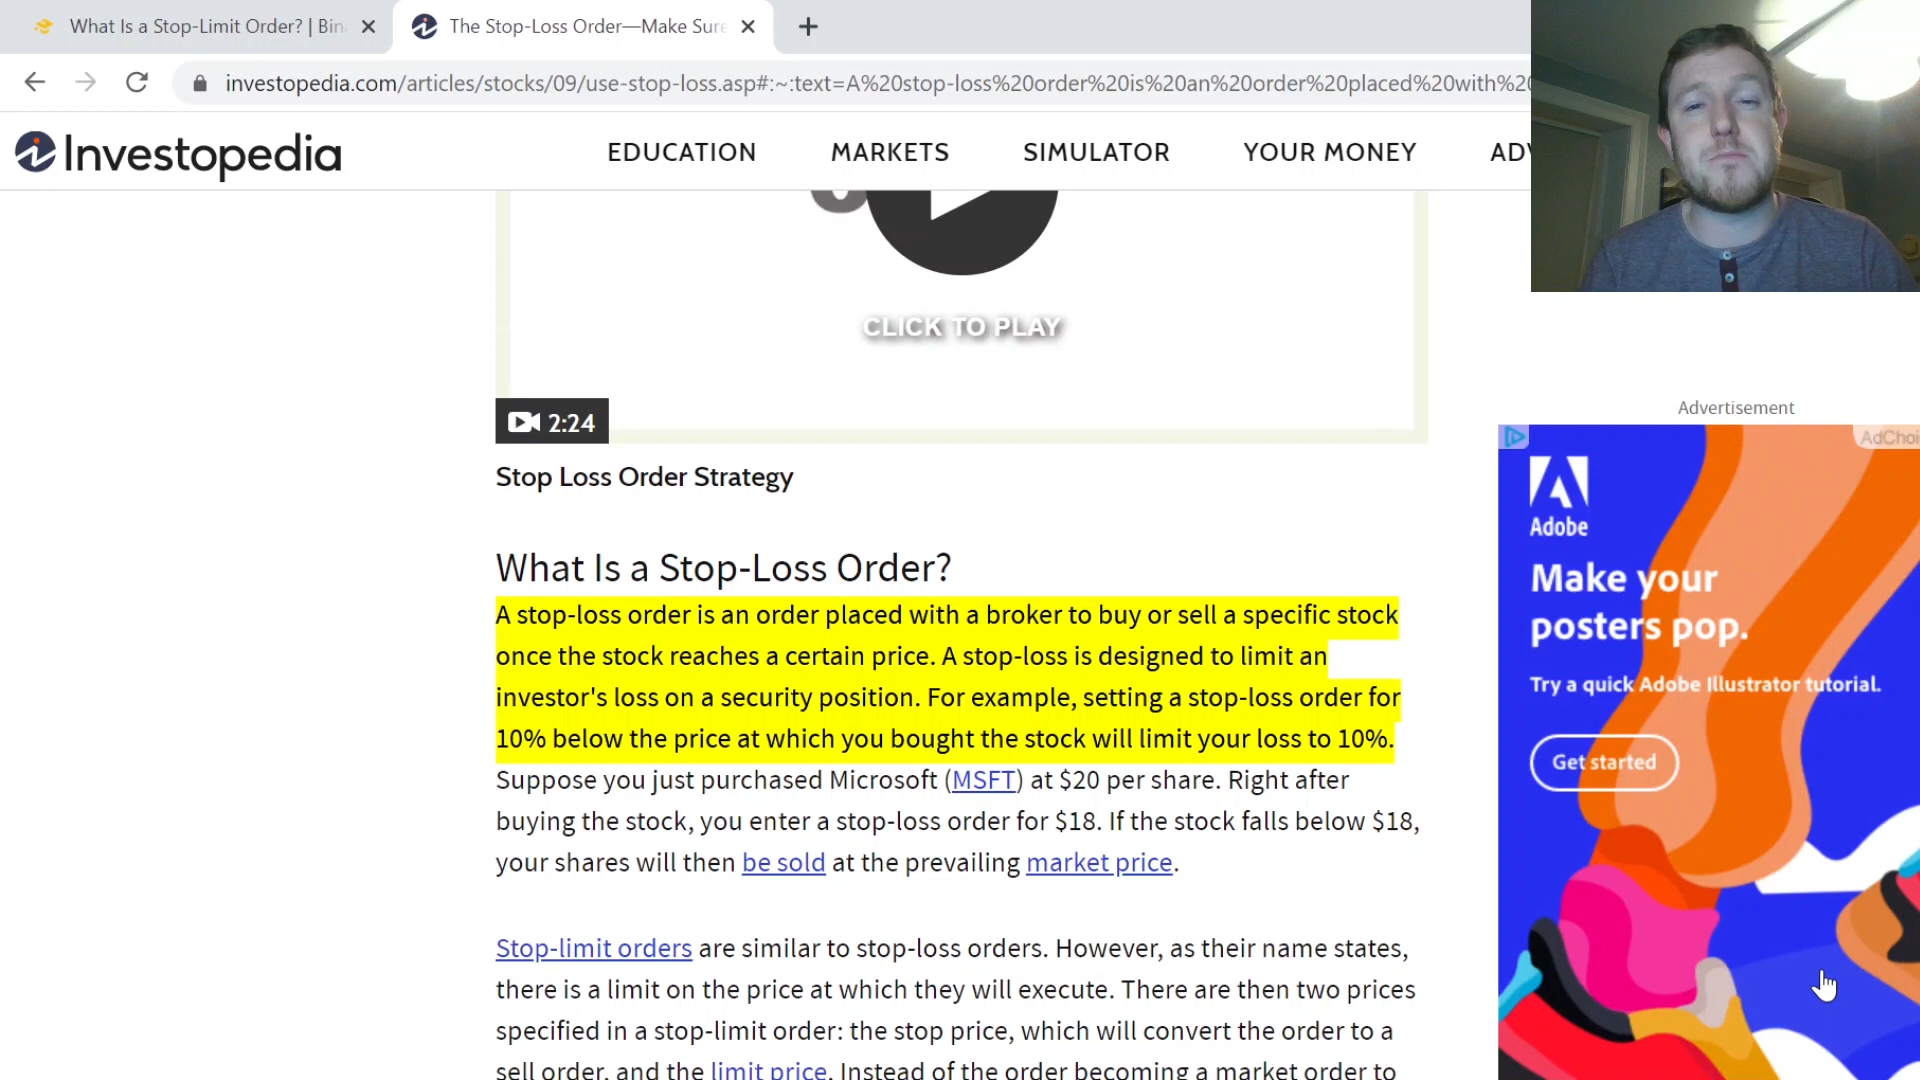 What Is a Stop-Limit Order? | Bin
The Stop-Loss Order—Make Sure
investopedia.com/articles/stocks/09/use-stop-loss.asp#:~:text=A%20stop-loss%20order%20is%20an%20order%20placed%20with%20
Investopedia
EDUCATION
MARKETS
SIMULATOR
YOUR MONEY
ADV
CLICK TO PLAY
2:24
Stop Loss Order Strategy
What Is a Stop-Loss Order?
A stop-loss order is an order placed with a broker to buy or sell a specific stock
once the stock reaches a certain price. A stop-loss is designed to limit an
investor's loss on a security position. For example, setting a stop-loss order for
10% below the price at which you bought the stock will limit your loss to 10%.
Suppose you just purchased Microsoft (MSFT) at $20 per share. Right after
buying the stock, you enter a stop-loss order for $18. If the stock falls below $18,
your shares will then be sold at the prevailing market price.
Stop-limit orders are similar to stop-loss orders. However, as their name states,
there is a limit on the price at which they will execute. There are then two prices
specified in a stop-limit order: the stop price, which will convert the order to a
sell order, and the limit price. Instead of the order becoming a market order to
Advertisement
AdChoi
Adobe
Make your
posters pop.
Try a quick Adobe Illustrator tutorial.
Get started